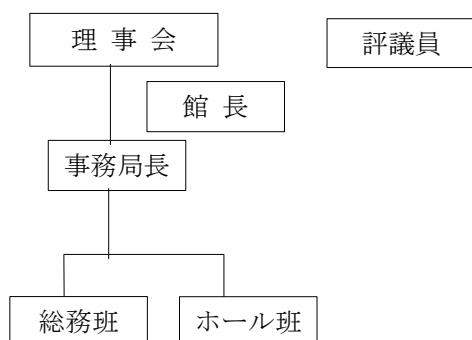 理 事 会
評議員
館 長
事務局長
総務班
ホール班